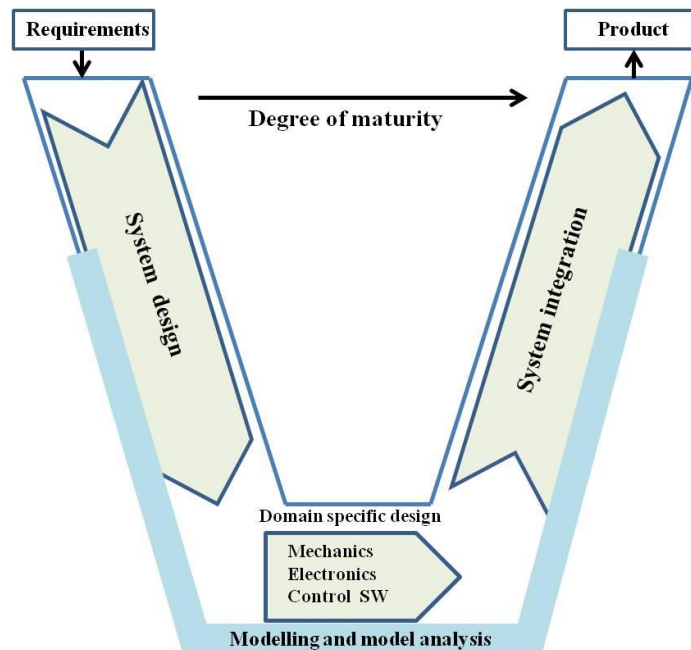 Requirements
Product
Degree of maturity
System design
System integration
Domain specific design
Mechanics
Electronics
Control SW
Modelling and model analysis